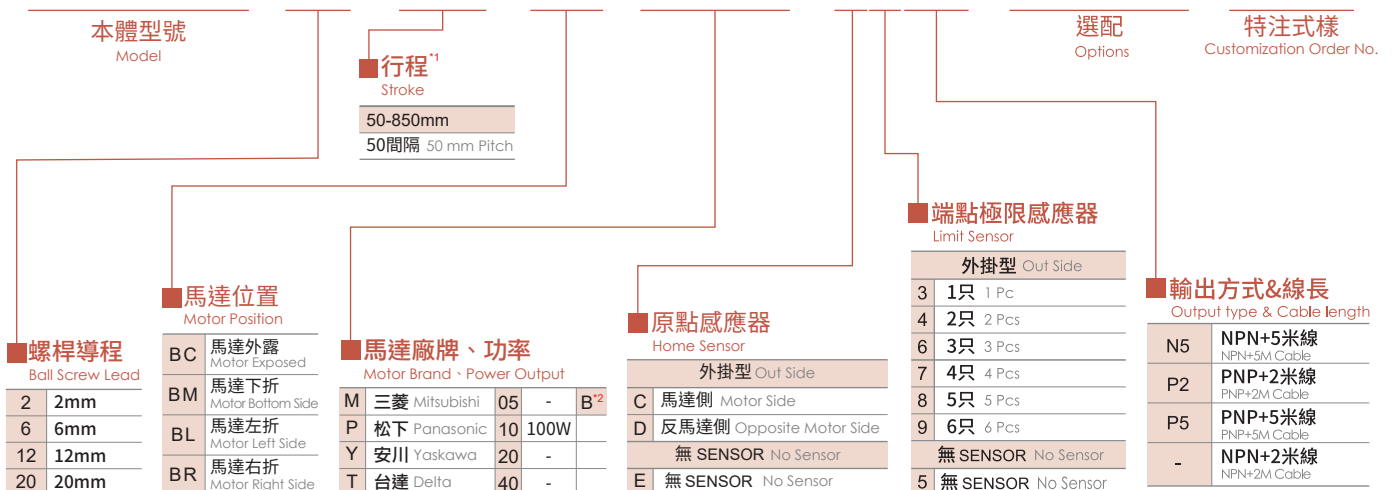 本體型號
Model
選配
Options
特注式樣
Customization Order No.
■行程*1
Stroke
50-850mm
50間隔 50 mm Pitch
■螺桿導程
Ball Screw Lead
2 2mm
6 6mm
12 12mm
20 20mm
■馬達位置
Motor Position
BC 馬達外露
Motor Exposed
BM 馬達下折
Motor Bottom Side
BL 馬達左折
Motor Left Side
BR 馬達右折
Motor Right Side
■馬達廠牌、功率
Motor Brand、Power Output
M 三菱 Mitsubishi 05 - B*2
P 松下 Panasonic 10 100W
Y 安川 Yaskawa 20 -
T 台達 Delta 40 -
■原點感應器
Home Sensor
外掛型 Out Side
C 馬達側 Motor Side
D 反馬達側 Opposite Motor Side
無 SENSOR No Sensor
E 無 SENSOR No Sensor
■端點極限感應器
Limit Sensor
外掛型 Out Side
3 1只 1 Pc
4 2只 2 Pcs
6 3只 3 Pcs
7 4只 4 Pcs
8 5只 5 Pcs
9 6只 6 Pcs
無 SENSOR No Sensor
5 無 SENSOR No Sensor
■輸出方式&線長
Output type & Cable length
N5 NPN+5米線
NPN+5M Cable
P2 PNP+2米線
PNP+2M Cable
P5 PNP+5米線
PNP+5M Cable
- NPN+2米線
NPN+2M Cable